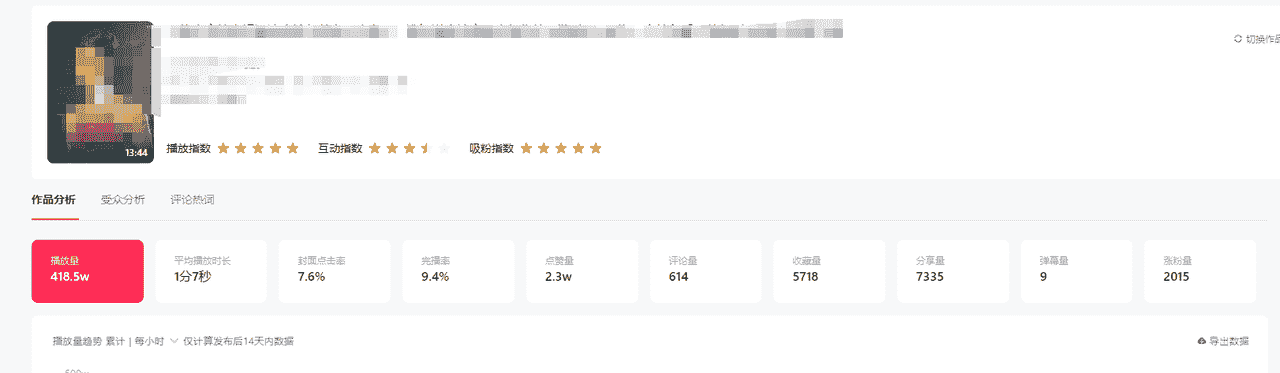 切换作品
13:44
播放指数 互动指数 吸粉指数
作品分析 受众分析 评论热词
播放量 平均播放时长 封面点击率 完播率 点赞量 评论量 收藏量 分享量 弹幕量 涨粉量
418.5w 1分7秒 7.6% 9.4% 2.3w 614 5718 7335 9 2015
播放量趋势 累计 | 每小时 仅计算发布后14天内数据 导出数据